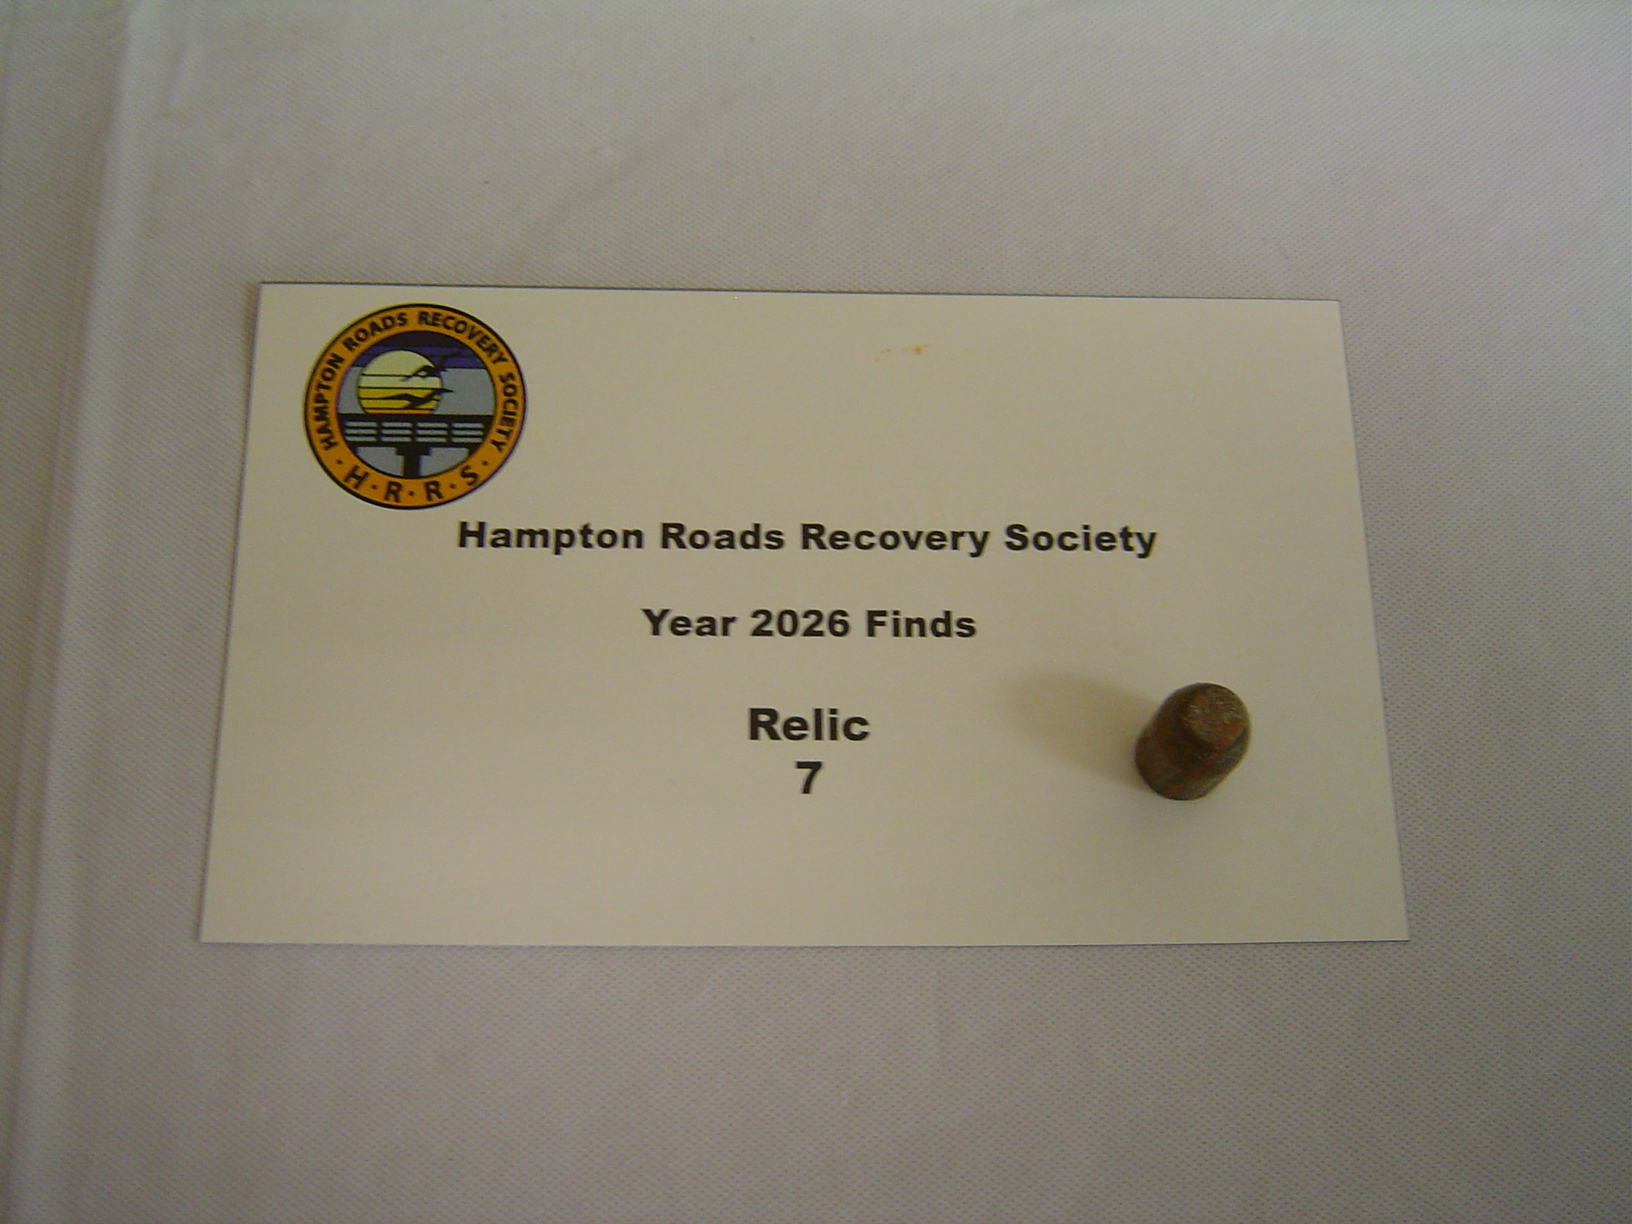 HAMPTON ROADS RECOVERY SOCIETY
· H · R · R · S ·
Hampton Roads Recovery Society
Year 2026 Finds
Relic
7